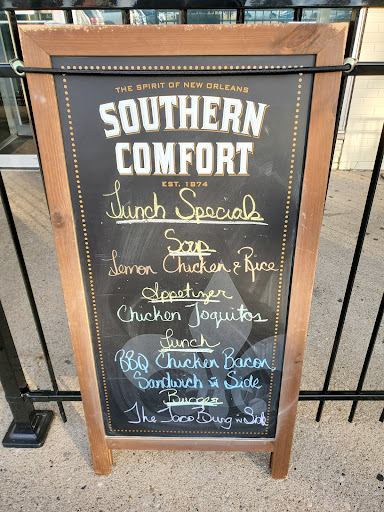 THE SPIRIT OF NEW ORLEANS
SOUTHERN
COMFORT
EST. 1874
Lunch Specials
Soup
Lemon Chicken & Rice
Appetizer
Chicken Toquitos
Lunch
BBQ Chicken Bacon
Sandwich w Side
Burger
The Taco Burg w Side